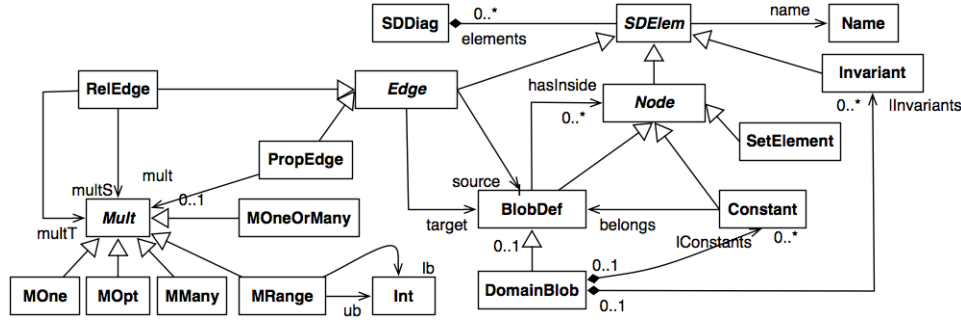 SDDiag
0..*
elements
SDElem
name
Name
RelEdge
Edge
hasInside
0..*
Node
Invariant
0..*
lInvariants
PropEdge
SetElement
multS
mult
0..1
source
multT
Mult
MOneOrMany
target
BlobDef
belongs
Constant
0..1
lConstants
0..*
MOne
MOpt
MMany
MRange
lb
ub
Int
DomainBlob
0..1
0..1